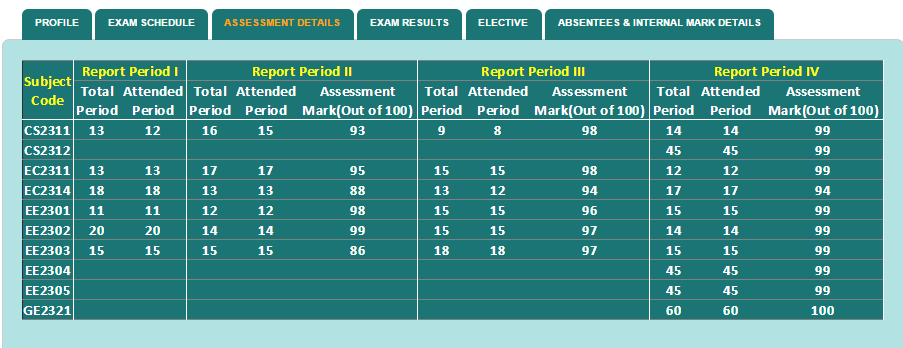 PROFILE EXAM SCHEDULE ASSESSMENT DETAILS EXAM RESULTS ELECTIVE ABSENTEES & INTERNAL MARK DETAILS
Subject Code Report Period I Report Period II Report Period III Report Period IV
Total Period Attended Period Total Period Attended Period Assessment Mark(Out of 100) Total Period Attended Period Assessment Mark(Out of 100) Total Period Attended Period Assessment Mark(Out of 100)
CS2311 13 12 16 15 93 9 8 98 14 14 99
CS2312 45 45 99
EC2311 13 13 17 17 95 15 15 98 12 12 99
EC2314 18 18 13 13 88 13 12 94 17 17 94
EE2301 11 11 12 12 98 15 15 96 15 15 99
EE2302 20 20 14 14 99 15 15 97 14 14 99
EE2303 15 15 15 15 86 18 18 97 15 15 99
EE2304 45 45 99
EE2305 45 45 99
GE2321 60 60 100